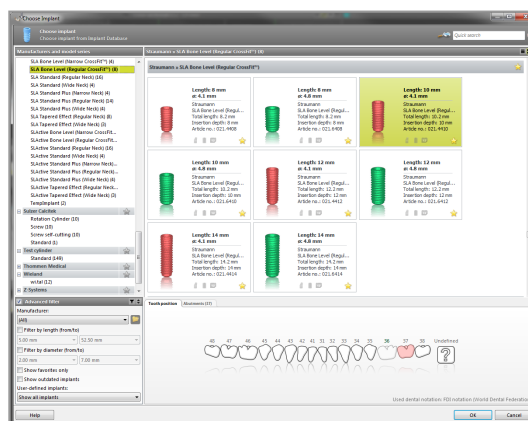 Choose Implant
Choose implant
Choose implant from Implant Database
Quick search
Manufacturers and model series
SLA Bone Level (Narrow CrossFit™) (4)
SLA Bone Level (Regular CrossFit™) (8)
SLA Standard (Regular Neck) (16)
SLA Standard (Wide Neck) (4)
SLA Standard Plus (Narrow Neck) (4)
SLA Standard Plus (Regular Neck) (14)
SLA Standard Plus (Wide Neck) (4)
SLA Tapered Effect (Regular Neck) (8)
SLA Tapered Effect (Wide Neck) (3)
SLActive Bone Level (Narrow CrossFit...
SLActive Bone Level (Regular CrossFit...
SLActive Standard (Regular Neck) (16)
SLActive Standard (Wide Neck) (4)
SLActive Standard Plus (Narrow Neck)...
SLActive Standard Plus (Regular Neck)...
SLActive Standard Plus (Wide Neck) (4)
SLActive Tapered Effect (Regular Neck...
SLActive Tapered Effect (Wide Neck) (3)
TempImplant (2)
Sulzer Calcitek
Rotation Cylinder (10)
Screw (10)
Screw self-cutting (10)
Standard (1)
Test cylinder
Standard (149)
Thommen Medical
Wieland
wi.tal (12)
Z-Systems
Advanced filter
Manufacturer:
(All)
Filter by length (from/to)
5.00 mm
52.50 mm
Filter by diameter (from/to)
2.00 mm
7.00 mm
Show favorites only
Show outdated implants
User-defined implants:
Show all implants
Help
Straumann » SLA Bone Level (Regular CrossFit™) (8)
Straumann » SLA Bone Level (Regular CrossFit™)
Length: 8 mm
ø: 4.1 mm
Straumann
SLA Bone Level (Regul...
Total length: 8.2 mm
Insertion depth: 8 mm
Article no.: 021.4408
Length: 8 mm
ø: 4.8 mm
Straumann
SLA Bone Level (Regul...
Total length: 8.2 mm
Insertion depth: 8 mm
Article no.: 021.6408
Length: 10 mm
ø: 4.1 mm
Straumann
SLA Bone Level (Regul...
Total length: 10.2 mm
Insertion depth: 10 mm
Article no.: 021.4410
Length: 10 mm
ø: 4.8 mm
Straumann
SLA Bone Level (Regul...
Total length: 10.2 mm
Insertion depth: 10 mm
Article no.: 021.6410
Length: 12 mm
ø: 4.1 mm
Straumann
SLA Bone Level (Regul...
Total length: 12.2 mm
Insertion depth: 12 mm
Article no.: 021.4412
Length: 12 mm
ø: 4.8 mm
Straumann
SLA Bone Level (Regul...
Total length: 12.2 mm
Insertion depth: 12 mm
Article no.: 021.6412
Length: 14 mm
ø: 4.1 mm
Straumann
SLA Bone Level (Regul...
Total length: 14.2 mm
Insertion depth: 14 mm
Article no.: 021.4414
Length: 14 mm
ø: 4.8 mm
Straumann
SLA Bone Level (Regul...
Total length: 14.2 mm
Insertion depth: 14 mm
Article no.: 021.6414
Tooth position Abutments (37)
48 47 46 45 44 43 42 41 31 32 33 34 35 36 37 38 Undefined
?
Used dental notation: FDI notation (World Dental Federatio
OK Cancel